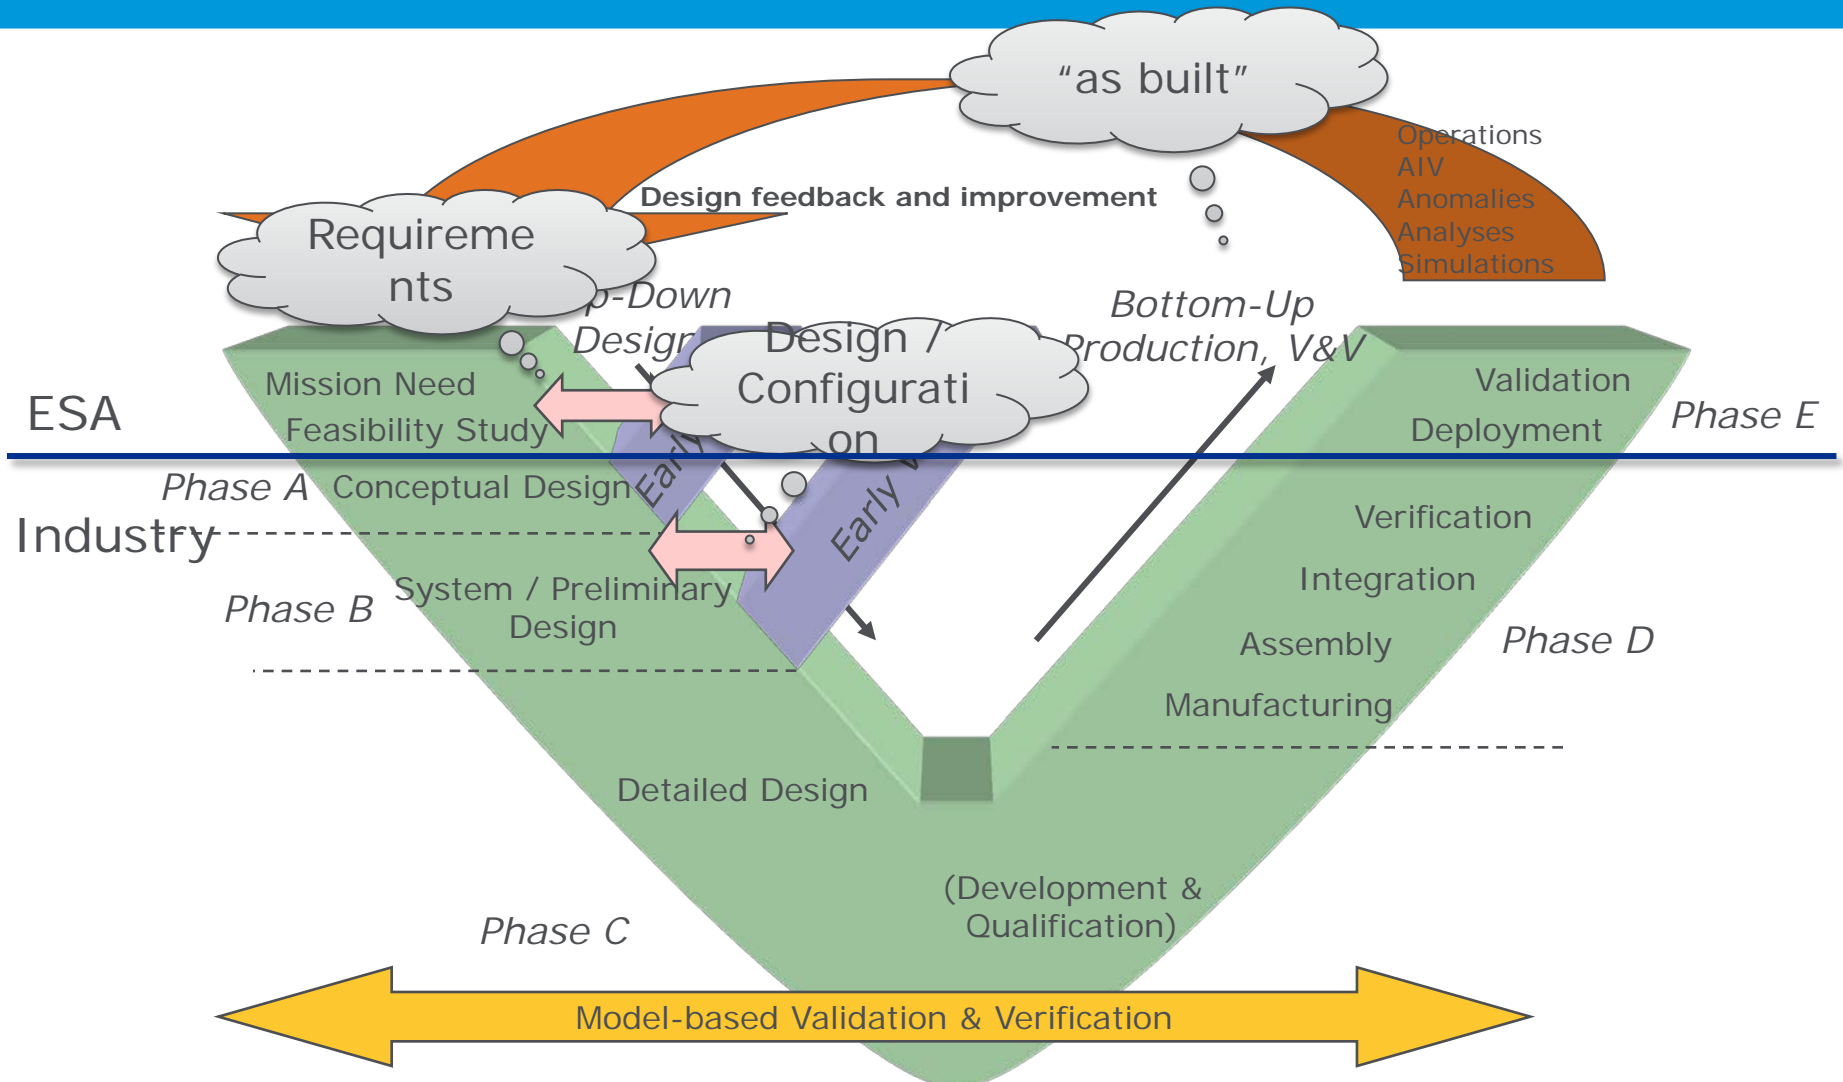 “as built”
Operations
AIV
Anomalies
Analyses
Simulations
Design feedback and improvement
Requireme
nts
p-Down
Design
Bottom-Up
Production, V&V
Design /
Configurati
on
Mission Need
Feasibility Study
ESA
Validation
Deployment
Phase E
Phase A
Conceptual Design
Early
Early V
Industry
Verification
Integration
Phase B
System / Preliminary
Design
Assembly
Phase D
Manufacturing
Detailed Design
(Development &
Qualification)
Phase C
Model-based Validation & Verification